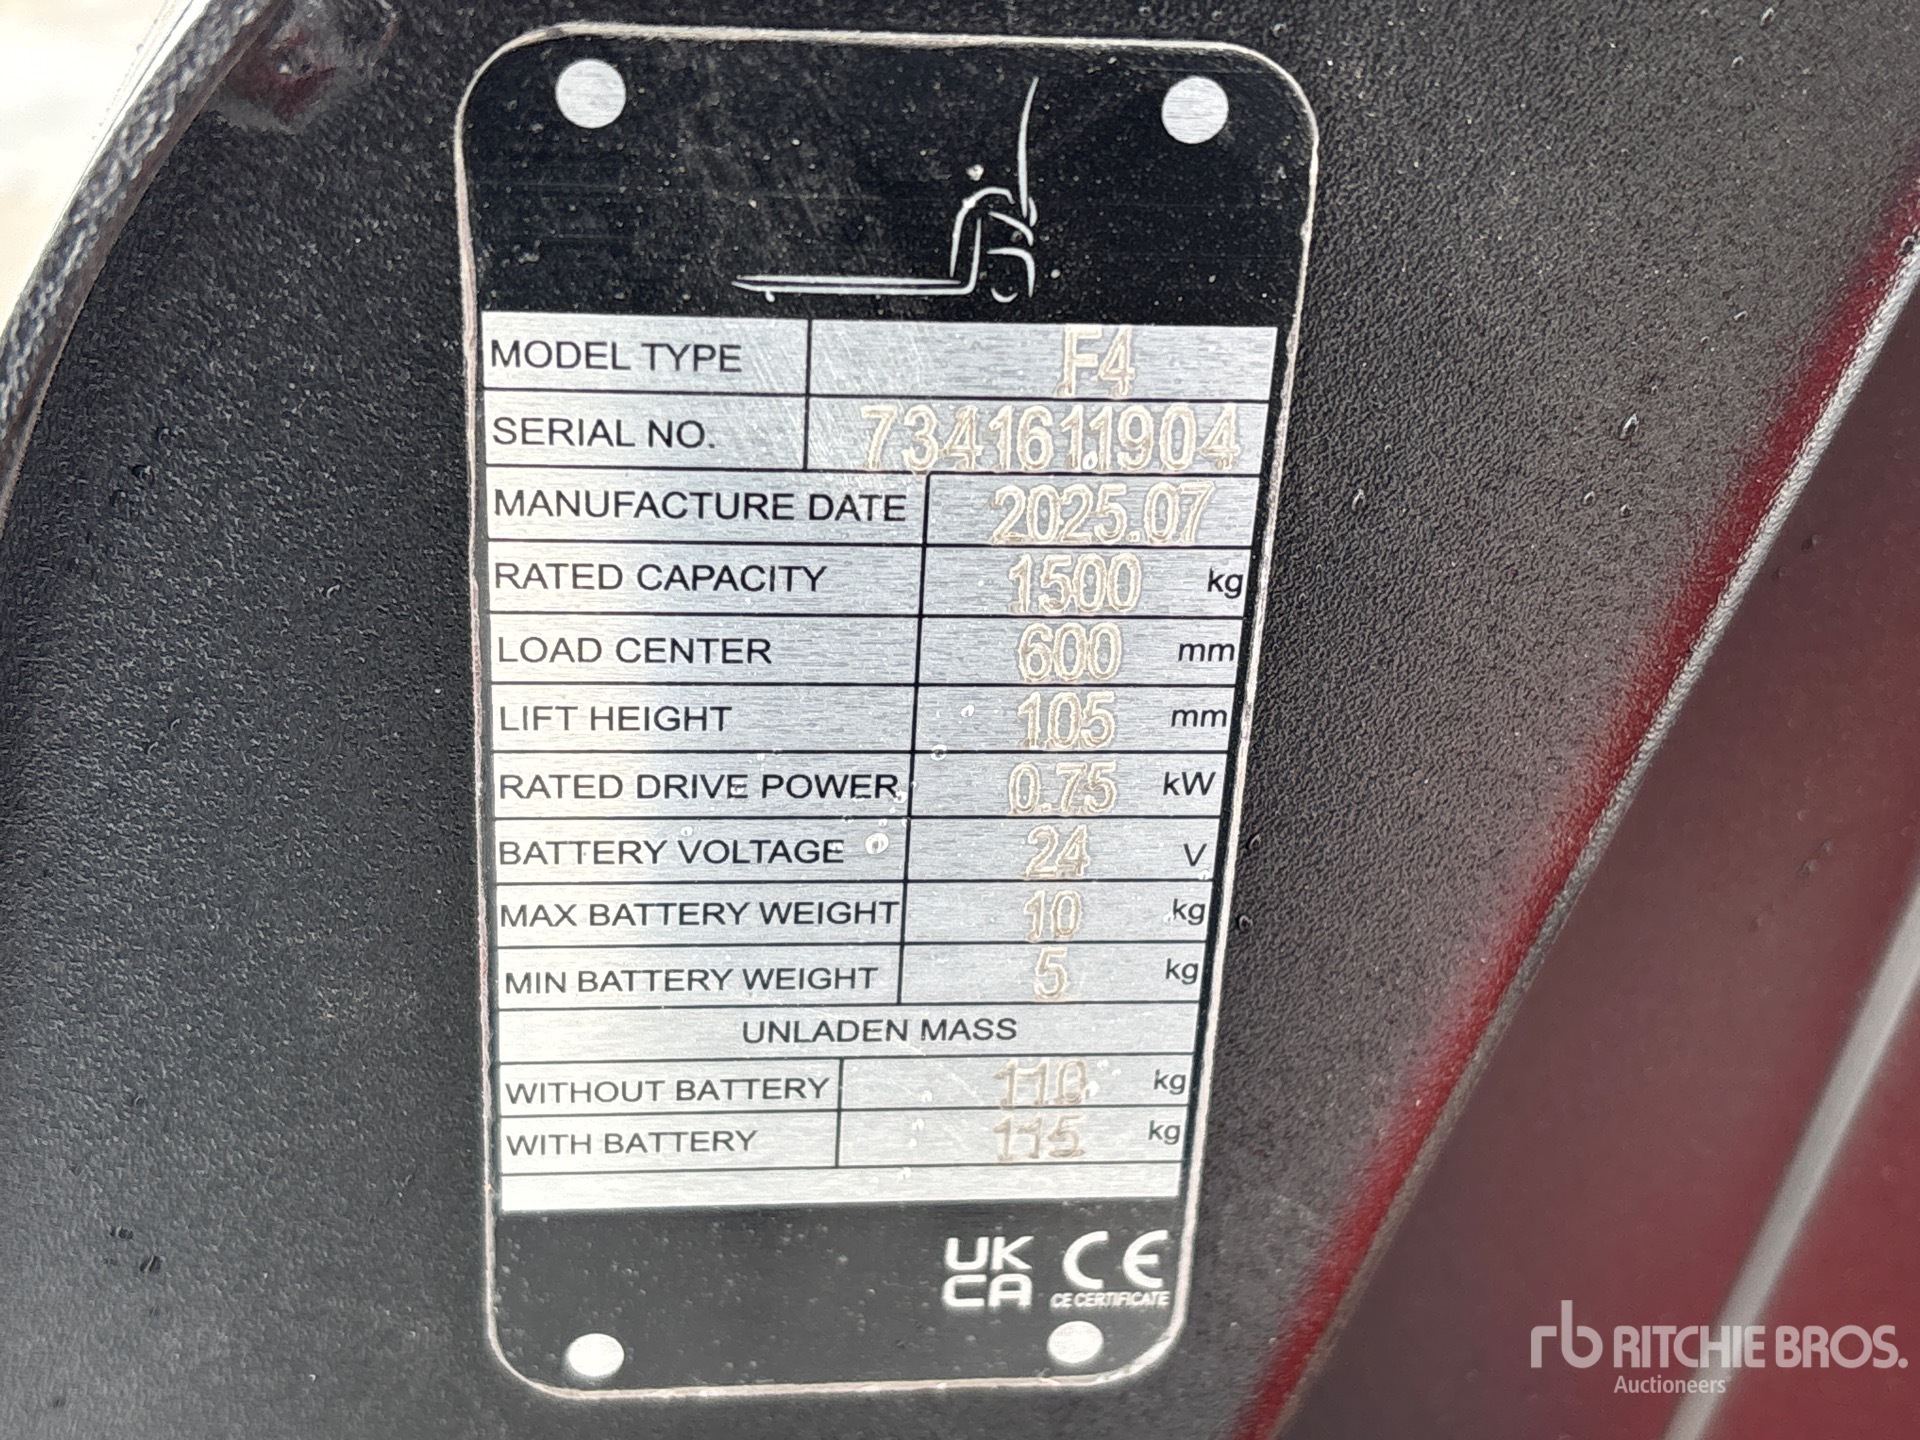 MODEL TYPE F4
SERIAL NO. 7341611904
MANUFACTURE DATE 2025.07
RATED CAPACITY 1500 kg
LOAD CENTER 600 mm
LIFT HEIGHT 105 mm
RATED DRIVE POWER 0.75 kW
BATTERY VOLTAGE 24 V
MAX BATTERY WEIGHT 10 kg
MIN BATTERY WEIGHT 5 kg
UNLADEN MASS
WITHOUT BATTERY 110 kg
WITH BATTERY 115 kg
UK CE
CA CE CERTIFICATE
rb RITCHIE BROS.
Auctioneers